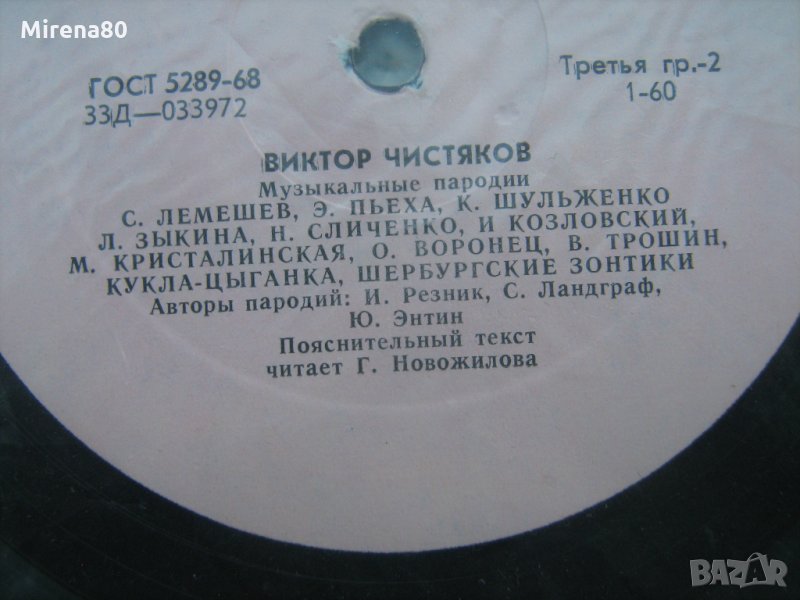 Mirena80
ГОСТ 5289-68
33Д—033972
Третья гр.-2
1-60
ВИКТОР ЧИСТЯКОВ
Музыкальные пародии
С. ЛЕМЕШЕВ, Э. ПЬЕХА, К. ШУЛЬЖЕНКО
Л. ЗЫКИНА, Н. СЛИЧЕНКО, И КОЗЛОВСКИЙ,
М. КРИСТАЛИНСКАЯ, О. ВОРОНЕЦ, В. ТРОШИН,
КУКЛА-ЦЫГАНКА, ШЕРБУРГСКИЕ ЗОНТИКИ
Авторы пародий: И. Резник, С. Ландграф,
Ю. Энтин
Пояснительный текст
читает Г. Новожилова
BAZAR